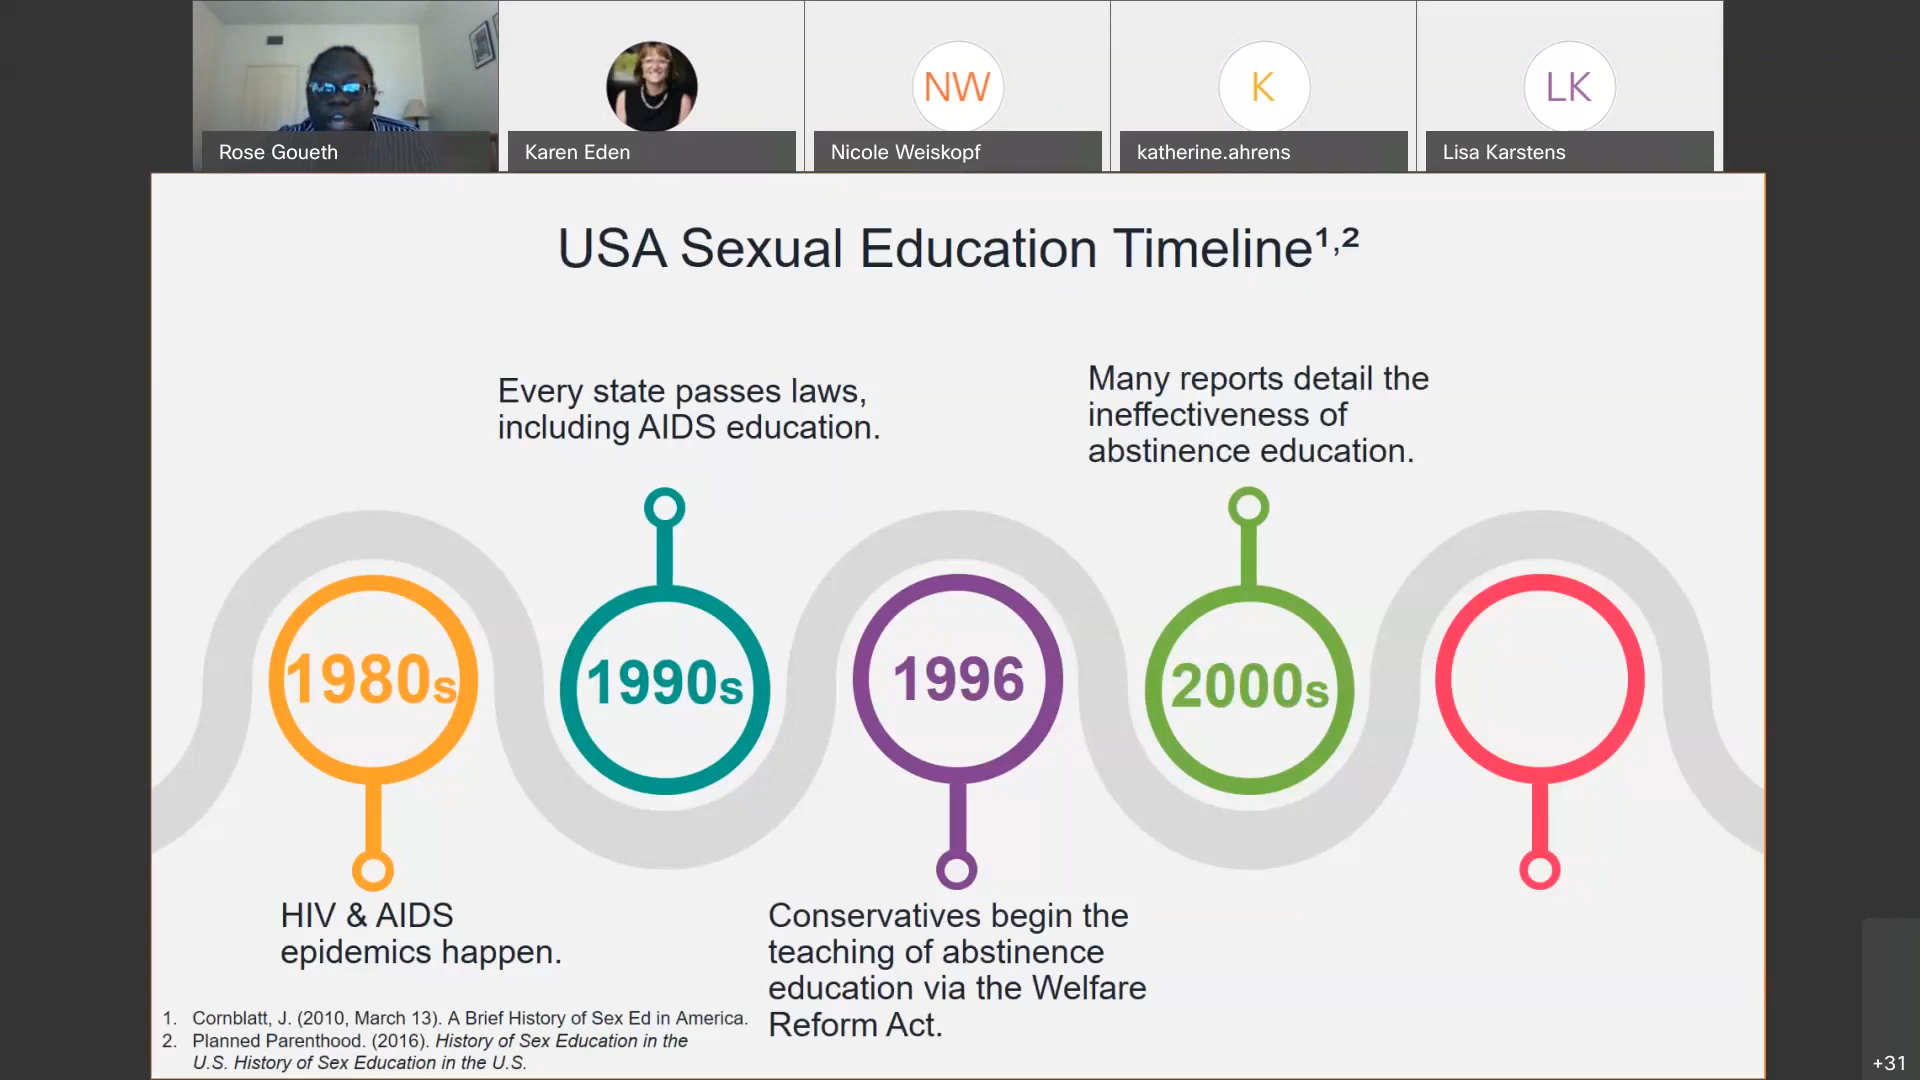 NW
K
LK
Rose Goueth
Karen Eden
Nicole Weiskopf
katherine.ahrens
Lisa Karstens
USA Sexual Education Timeline¹,²
Every state passes laws,
including AIDS education.
Many reports detail the
ineffectiveness of
abstinence education.
1980s
1990s
1996
2000s
HIV & AIDS
epidemics happen.
Conservatives begin the
teaching of abstinence
education via the Welfare
Reform Act.
1. Cornblatt, J. (2010, March 13). A Brief History of Sex Ed in America.
2. Planned Parenthood. (2016). History of Sex Education in the
U.S. History of Sex Education in the U.S.
+31